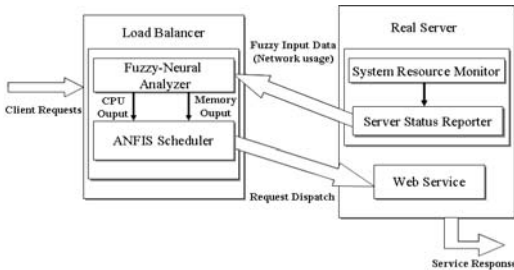 Load Balancer
Real Server
Fuzzy Input Data
(Network usage)
Fuzzy-Neural
Analyzer
System Resource Monitor
Client Requests
CPU
Ouput
Memory
Ouput
Server Status Reporter
ANFIS Scheduler
Web Service
Request Dispatch
Service Response